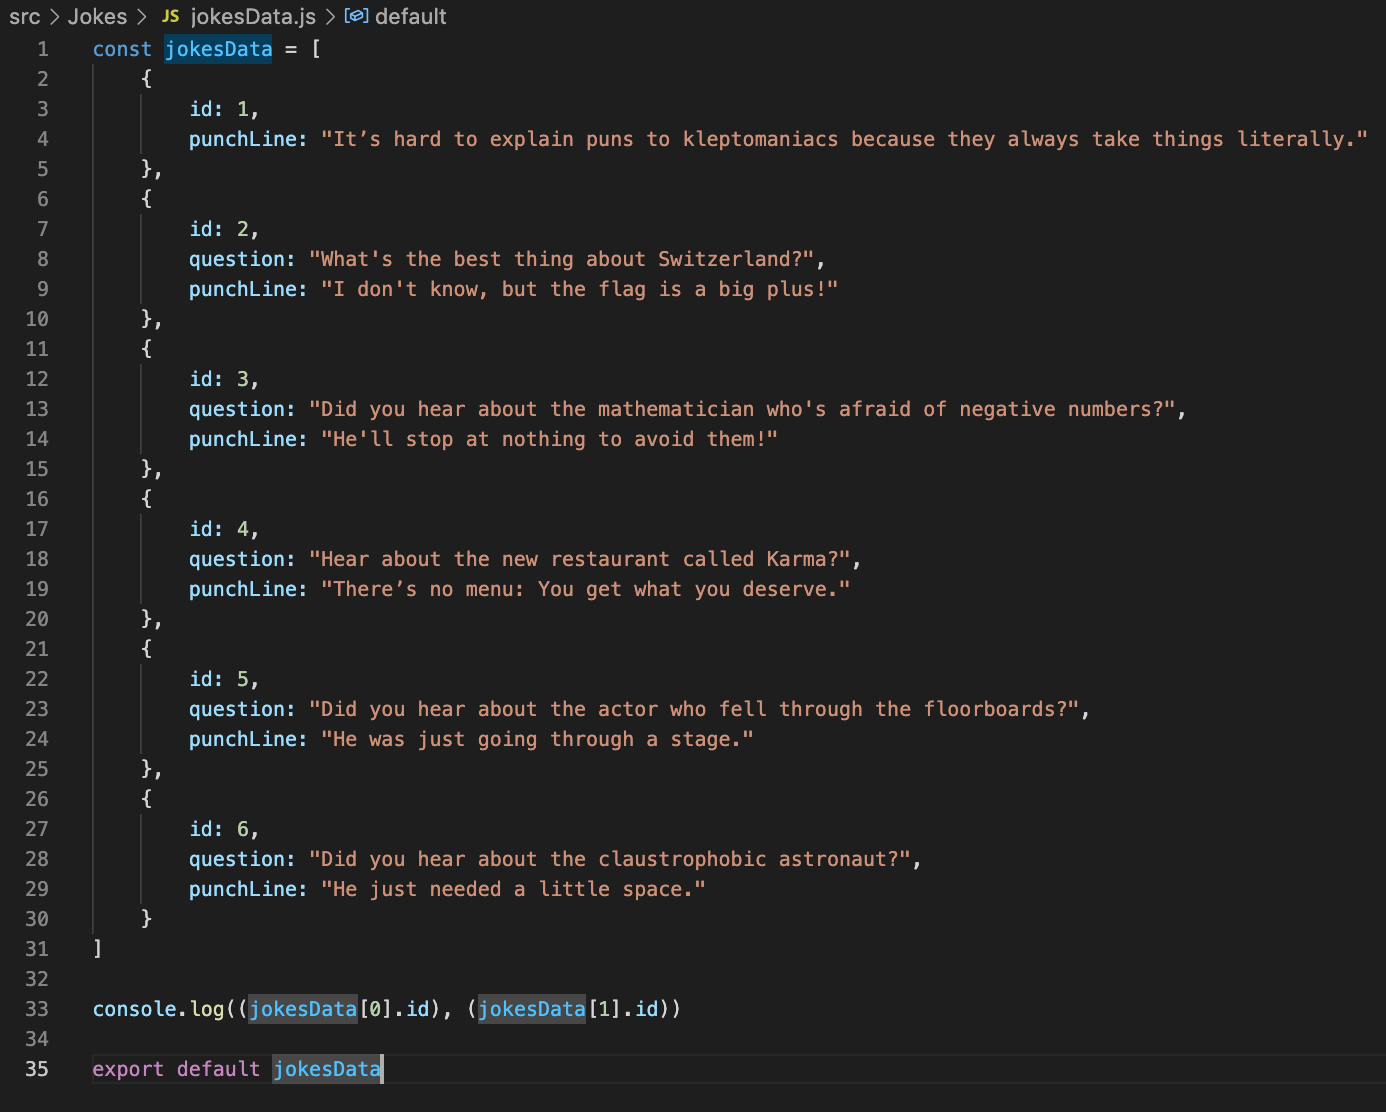 src > Jokes > JS jokesData.js > default
1 const jokesData = [
2 {
3 id: 1,
4 punchLine: "It’s hard to explain puns to kleptomaniacs because they always take things literally."
5 },
6 {
7 id: 2,
8 question: "What's the best thing about Switzerland?",
9 punchLine: "I don't know, but the flag is a big plus!"
10 },
11 {
12 id: 3,
13 question: "Did you hear about the mathematician who's afraid of negative numbers?",
14 punchLine: "He'll stop at nothing to avoid them!"
15 },
16 {
17 id: 4,
18 question: "Hear about the new restaurant called Karma?",
19 punchLine: "There’s no menu: You get what you deserve."
20 },
21 {
22 id: 5,
23 question: "Did you hear about the actor who fell through the floorboards?",
24 punchLine: "He was just going through a stage."
25 },
26 {
27 id: 6,
28 question: "Did you hear about the claustrophobic astronaut?",
29 punchLine: "He just needed a little space."
30 }
31 ]
32
33 console.log((jokesData[0].id), (jokesData[1].id))
34
35 export default jokesData